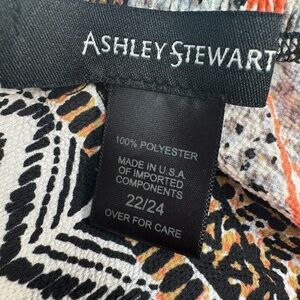 ASHLEY STEWART
100% POLYESTER
MADE IN U.S.A.
OF IMPORTED
COMPONENTS
22/24
OVER FOR CARE